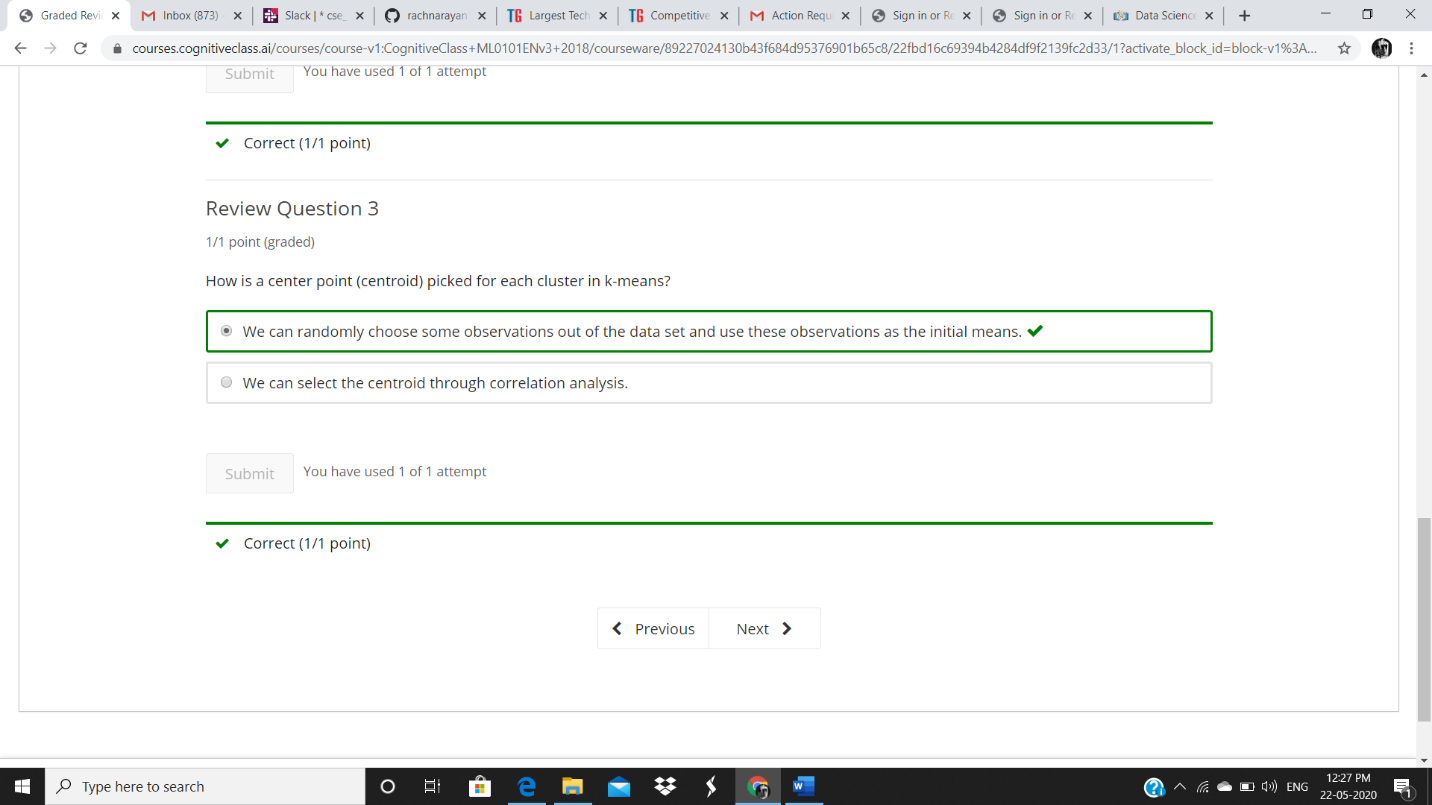 Graded Revi
Inbox (873)
Slack | * cse_
rachnarayan
TG Largest Tech
TG Competitive
Action Requ
Sign in or Re
Sign in or Re
Data Science
courses.cognitiveclass.ai/courses/course-v1:CognitiveClass+ML0101ENv3+2018/courseware/89227024130b43f684d95376901b65c8/22fbd16c69394b4284df9f2139fc2d33/1?activate_block_id=block-v1%3A...
Submit You have used 1 of 1 attempt
Correct (1/1 point)
Review Question 3
1/1 point (graded)
How is a center point (centroid) picked for each cluster in k-means?
We can randomly choose some observations out of the data set and use these observations as the initial means.
We can select the centroid through correlation analysis.
Submit You have used 1 of 1 attempt
Correct (1/1 point)
Previous Next
Type here to search
ENG
12:27 PM
22-05-2020
1